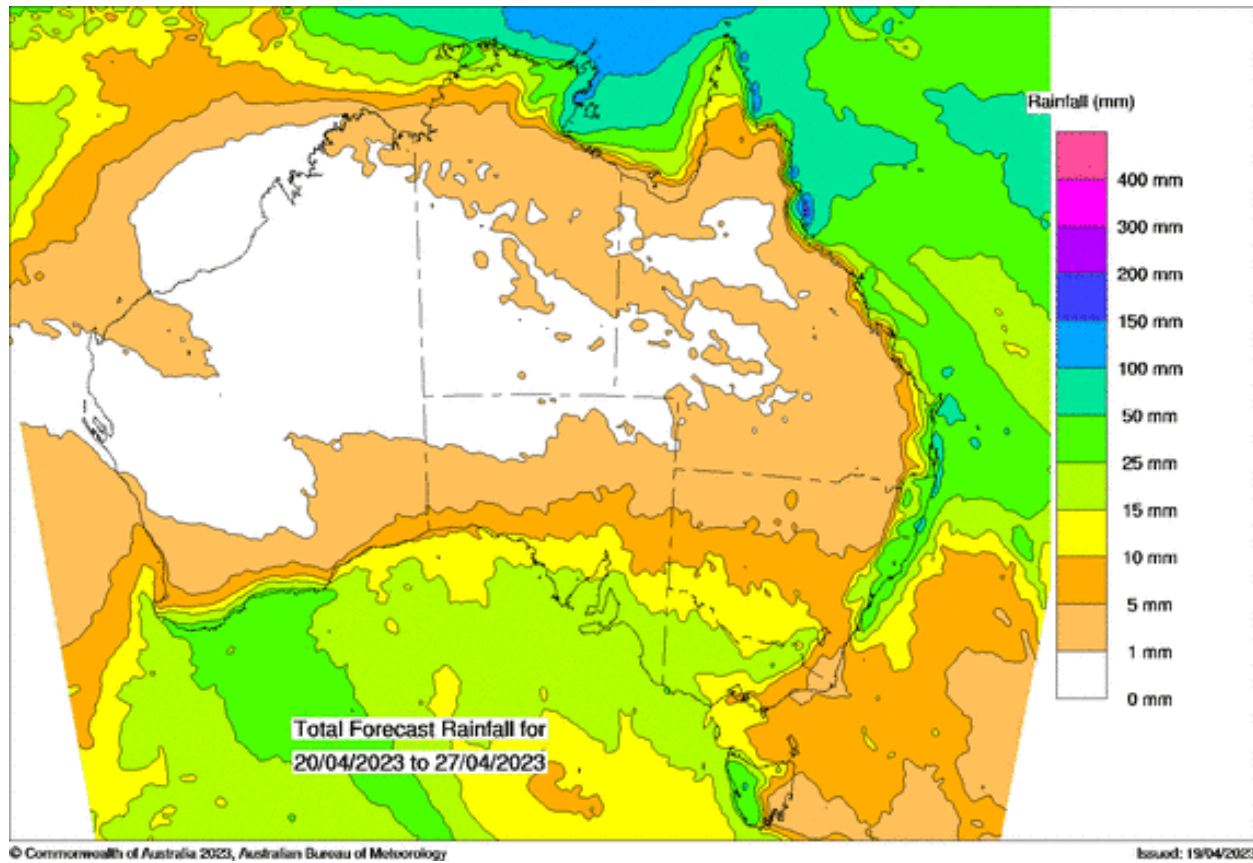 Rainfall (mm)
400 mm
300 mm
200 mm
150 mm
100 mm
50 mm
25 mm
15 mm
10 mm
5 mm
1 mm
0 mm
Total Forecast Rainfall for
20/04/2023 to 27/04/2023
© Commonwealth of Australia 2023, Australian Bureau of Meteorology
Issued: 19/04/2023